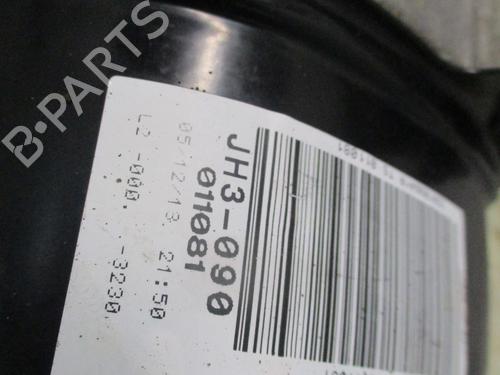 B-PARTS
JH3-090
011081
05/12/13 21:50
L2 -000. -3230.